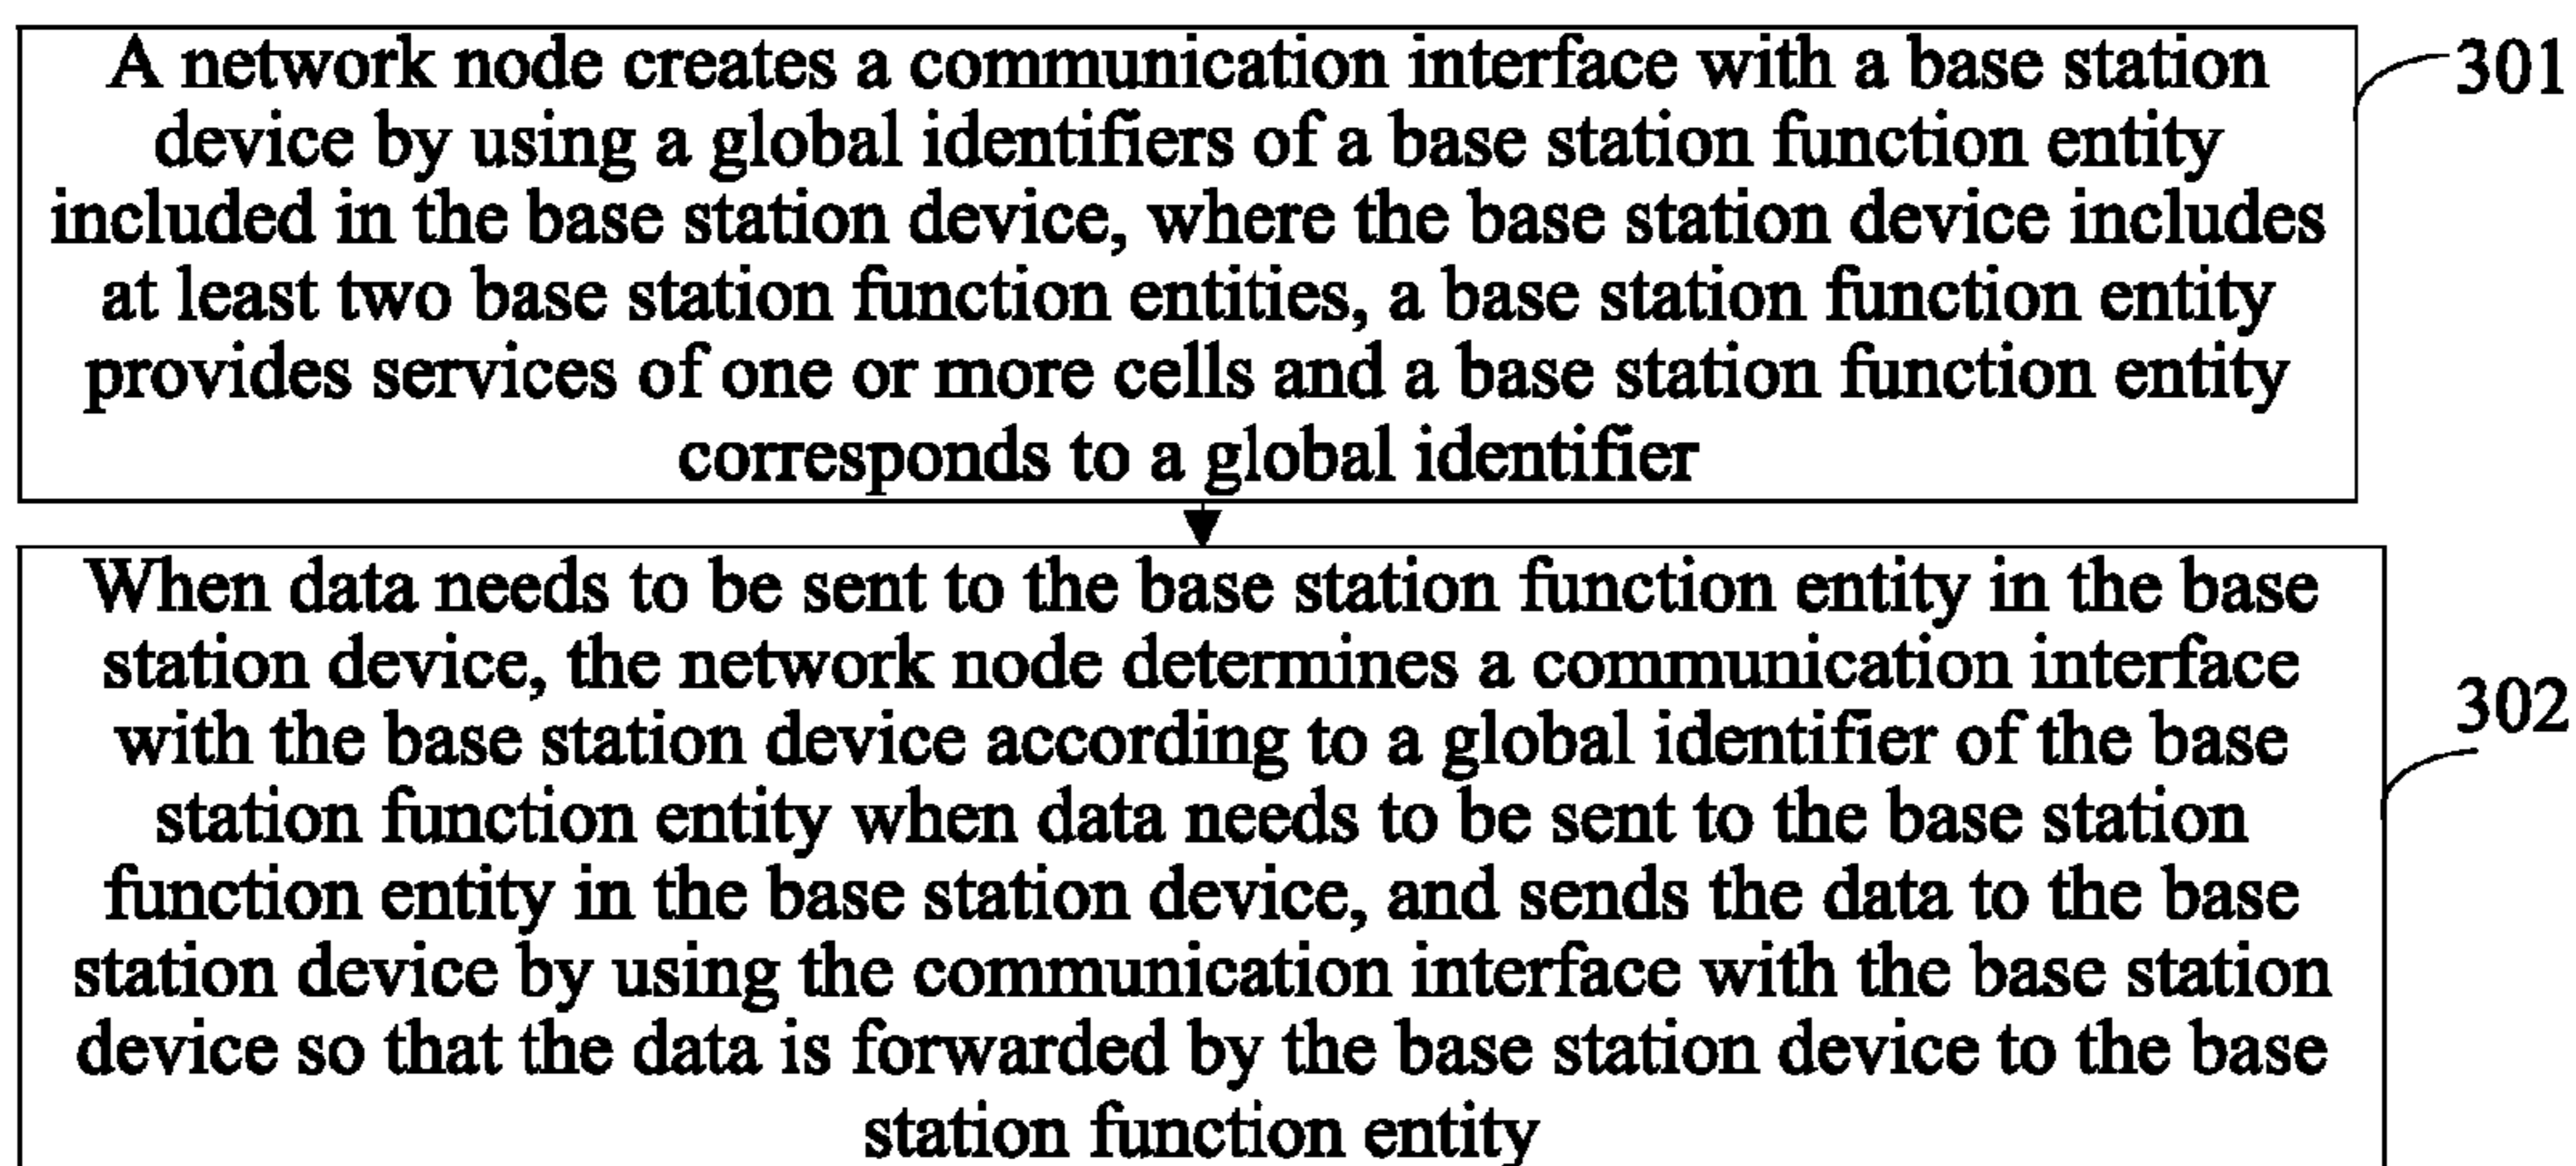 A network node creates a communication interface with a base station
301
device by using a global identifiers of a base station function entity
included in the base station device, where the base station device includes
at least two base station function entities, a base station function entity
provides services of one or more cells and a base station function entity
corresponds to a global identifier
When data needs to be sent to the base station function entity in the base
station device, the network node determines a communication interface
302
with the base station device according to a global identifier of the base
station function entity when data needs to be sent to the base station
function entity in the base station device, and sends the data to the base
station device by using the communication interface with the base station
device so that the data is forwarded by the base station device to the base
station function entity